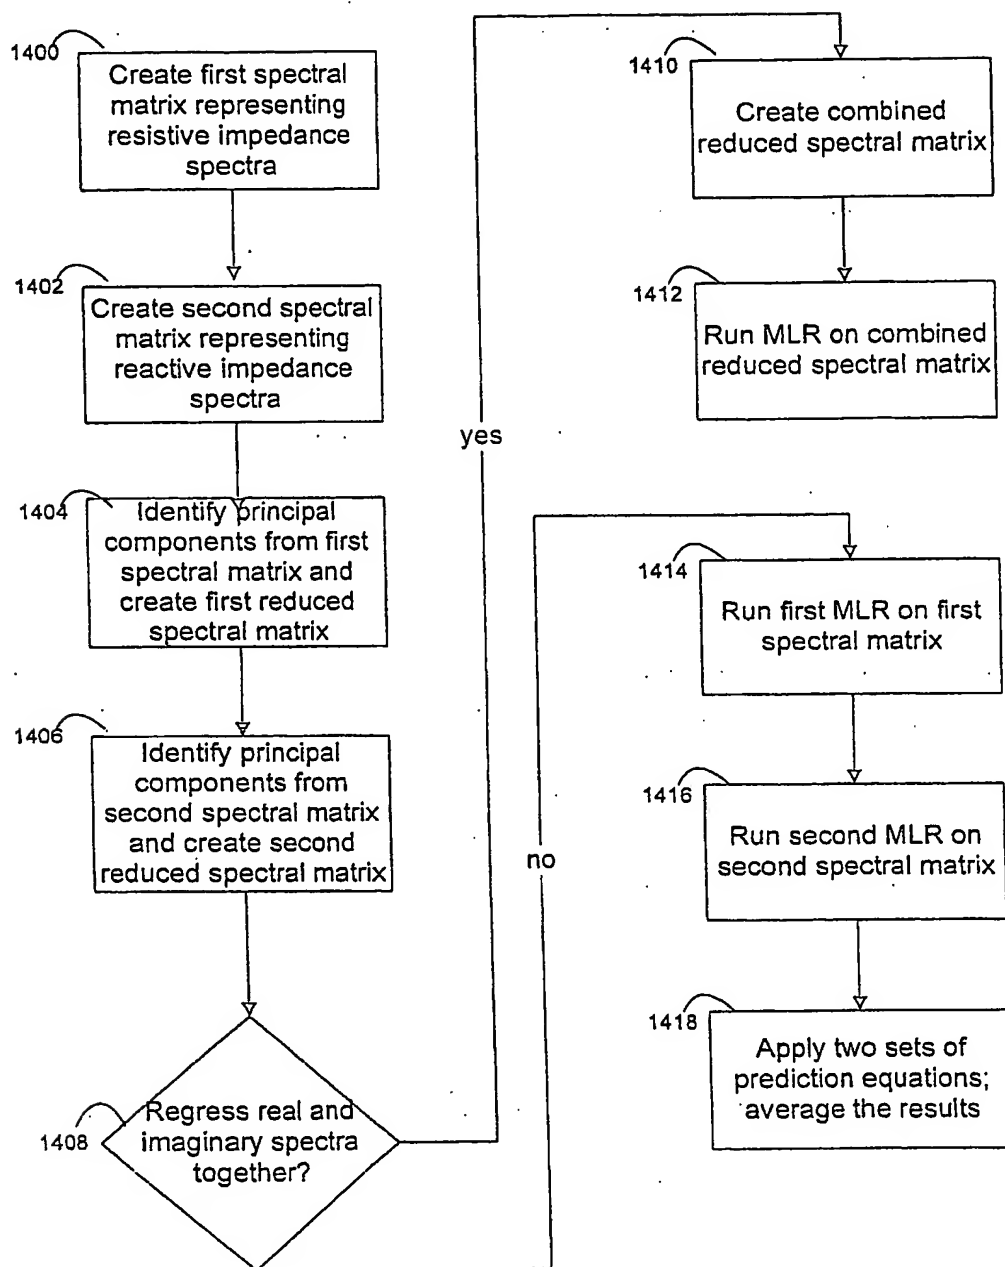 1400
Create first spectral
matrix representing
resistive impedance
spectra
1402
Create second spectral
matrix representing
reactive impedance
spectra
1404
Identify principal
components from first
spectral matrix and
create first reduced
spectral matrix
1406
Identify principal
components from
second spectral matrix
and create second
reduced spectral matrix
1408
Regress real and
imaginary spectra
together?
yes
no
1410
Create combined
reduced spectral matrix
1412
Run MLR on combined
reduced spectral matrix
1414
Run first MLR on first
spectral matrix
1416
Run second MLR on
second spectral matrix
1418
Apply two sets of
prediction equations;
average the results